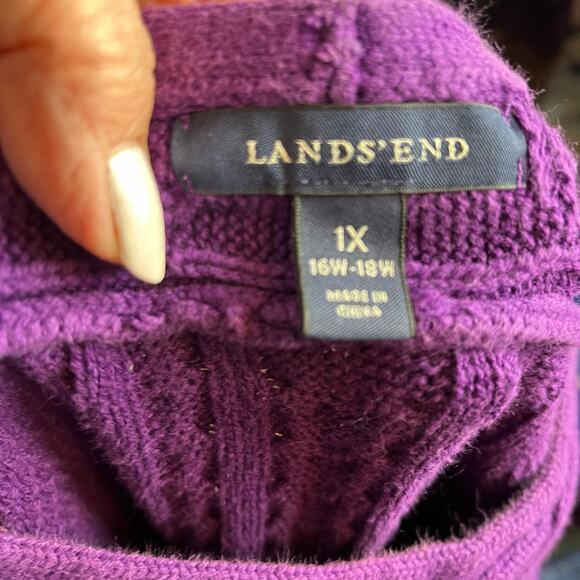 LANDS'END
1X
16W-18W
MADE IN
CHINA